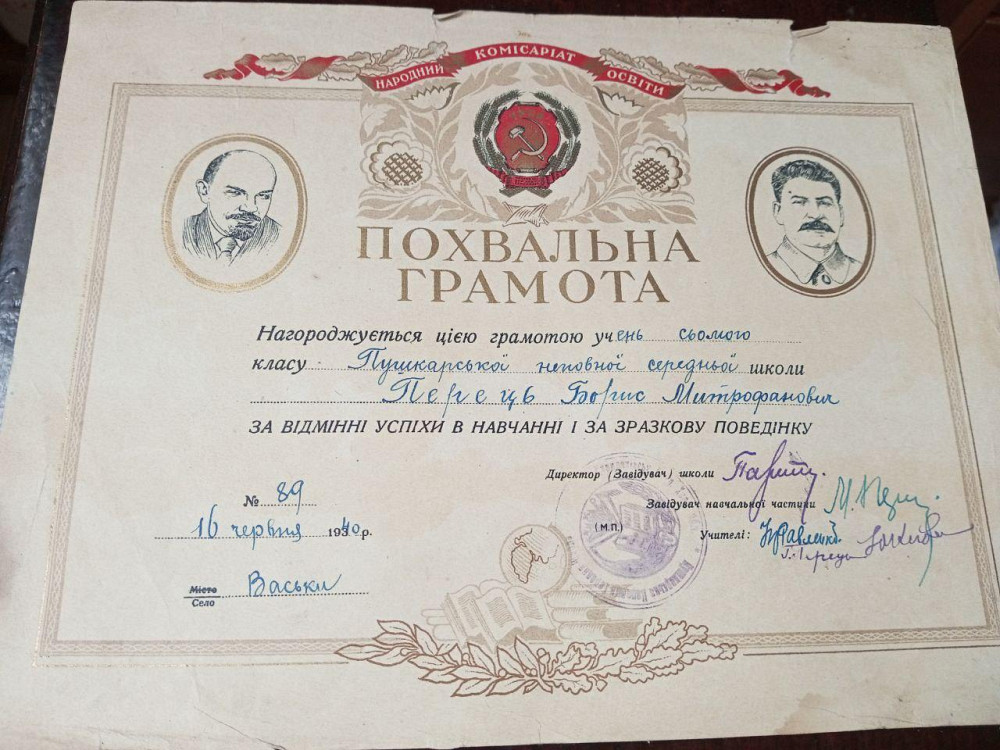 НАРОДНИЙ КОМІСАРІАТ ОСВІТИ
ПОХВАЛЬНА
ГРАМОТА
Нагороджується цією грамотою учень сьомого
класу Пушкарської неповної середньої школи
Перець Борис Митрофанович
ЗА ВІДМІННІ УСПІХИ В НАВЧАННІ І ЗА ЗРАЗКОВУ ПОВЕДІНКУ
Директор (Завідувач) школи
№ 89
Завідувач навчальної частини
16 червня 1940 р.
(М.П.)
Учителі:
Место Васьки
Село